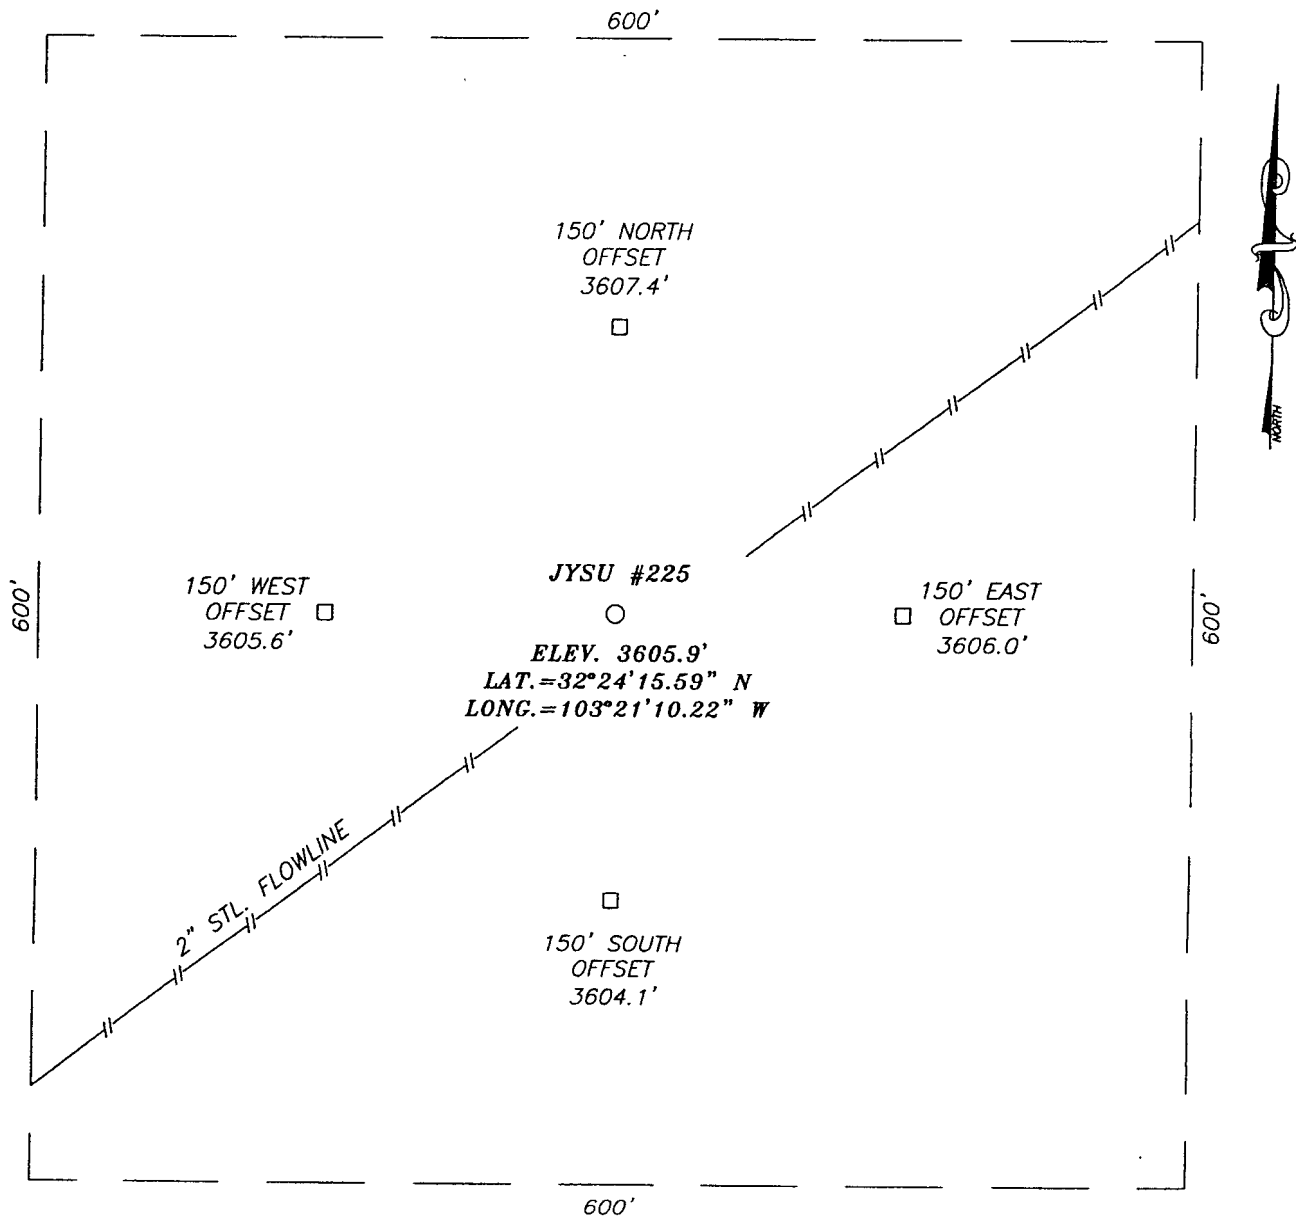 600'
150' NORTH
OFFSET
3607.4'
NORTH
JYSU #225
150' WEST
OFFSET
3605.6'
150' EAST
OFFSET
3606.0'
600'
600'
ELEV. 3605.9'
LAT.=32°24'15.59" N
LONG.=103°21'10.22" W
2" STL. FLOWLINE
150' SOUTH
OFFSET
3604.1'
600'